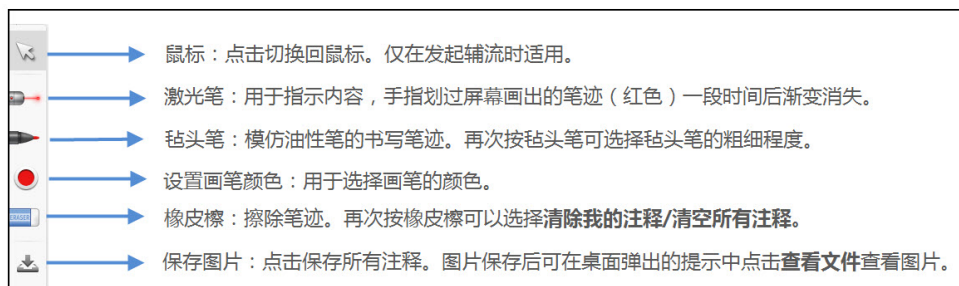 鼠标：点击切换回鼠标。仅在发起辅流时适用。
激光笔：用于指示内容，手指划过屏幕画出的笔迹（红色）一段时间后渐变消失。
毡头笔：模仿油性笔的书写笔迹。再次按毡头笔可选择毡头笔的粗细程度。
设置画笔颜色：用于选择画笔的颜色。
ERASER
橡皮檫：擦除笔迹。再次按橡皮檫可以选择清除我的注释/清空所有注释。
保存图片：点击保存所有注释。图片保存后可在桌面弹出的提示中点击查看文件查看图片。